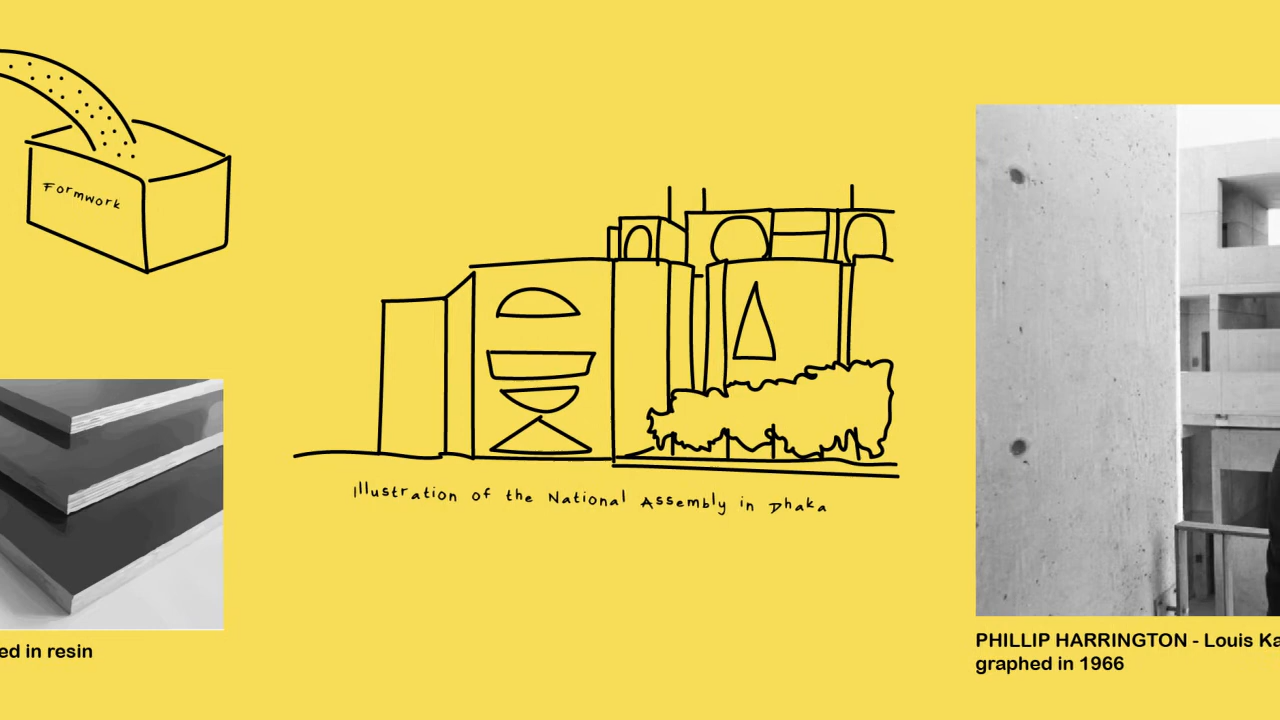 Formwork
Illustration of the National Assembly in Dhaka
ed in resin
PHILLIP HARRINGTON - Louis Ka
graphed in 1966